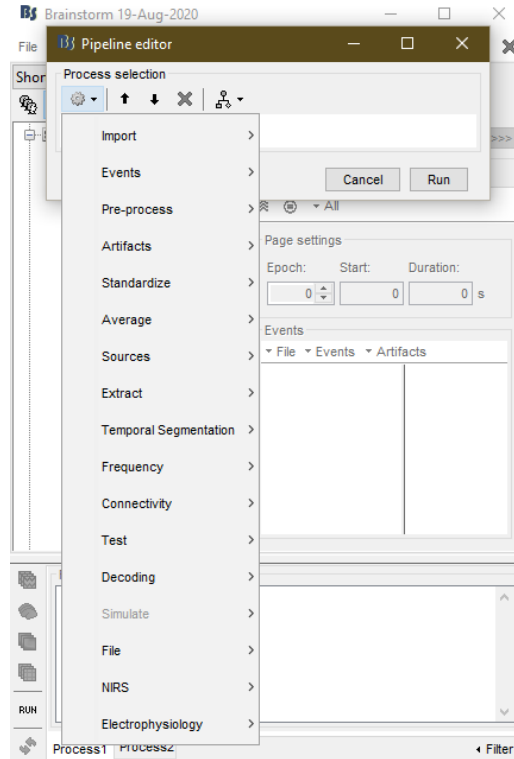 Brainstorm 19-Aug-2020
File
Pipeline editor
Shor
Process selection
Import
>>>
Events
Cancel
Run
Pre-process
All
Artifacts
Page settings
Standardize
Epoch:
Start:
Duration:
0
0
0
s
Average
Events
Sources
File
Events
Artifacts
Extract
Temporal Segmentation
Frequency
Connectivity
Test
Decoding
Simulate
File
NIRS
RUN
Electrophysiology
Process1
Process2
Filter